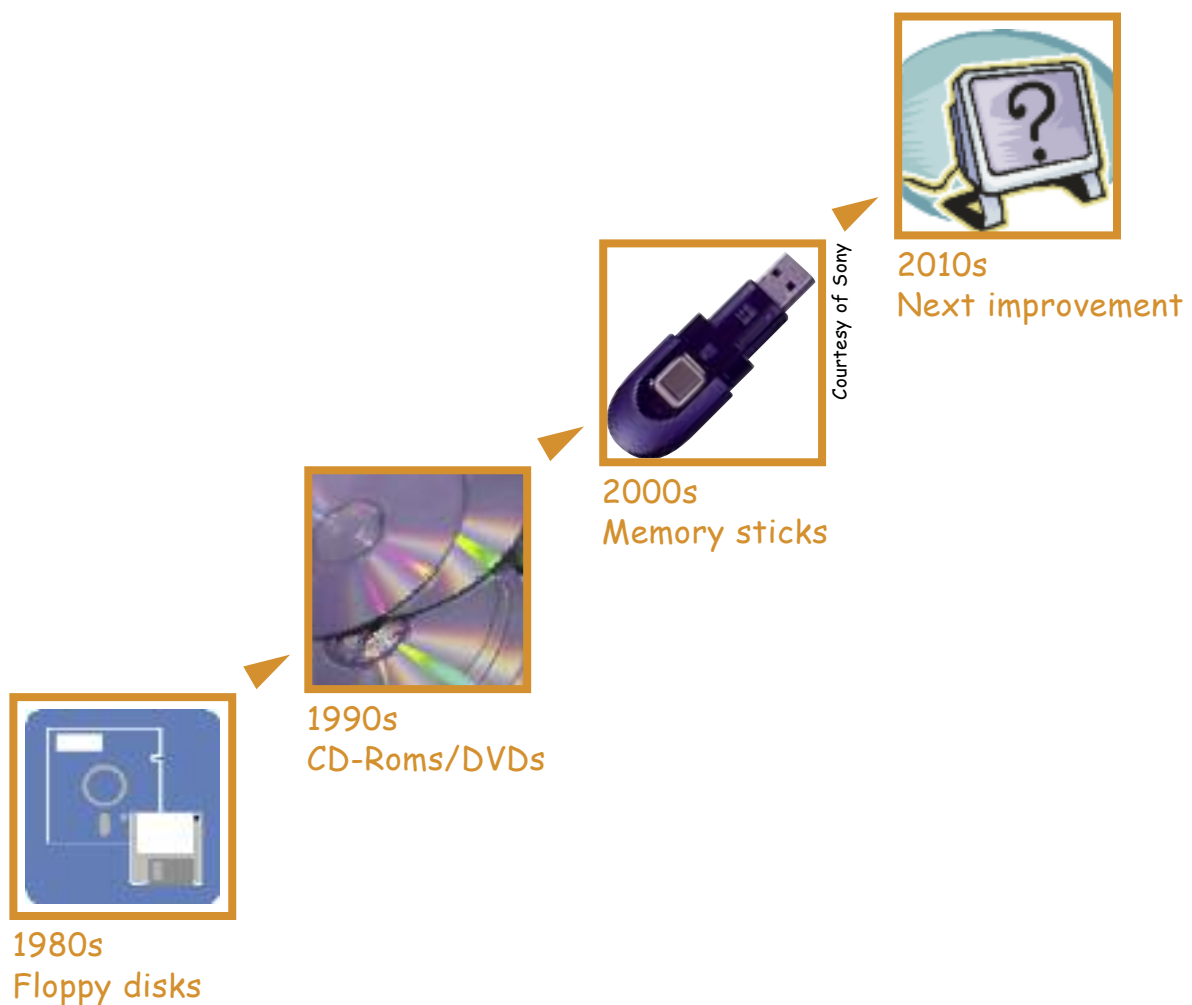 1980s
Floppy disks
1990s
CD-Roms/DVDs
2000s
Memory sticks
Courtesy of Sony
2010s
Next improvement
?